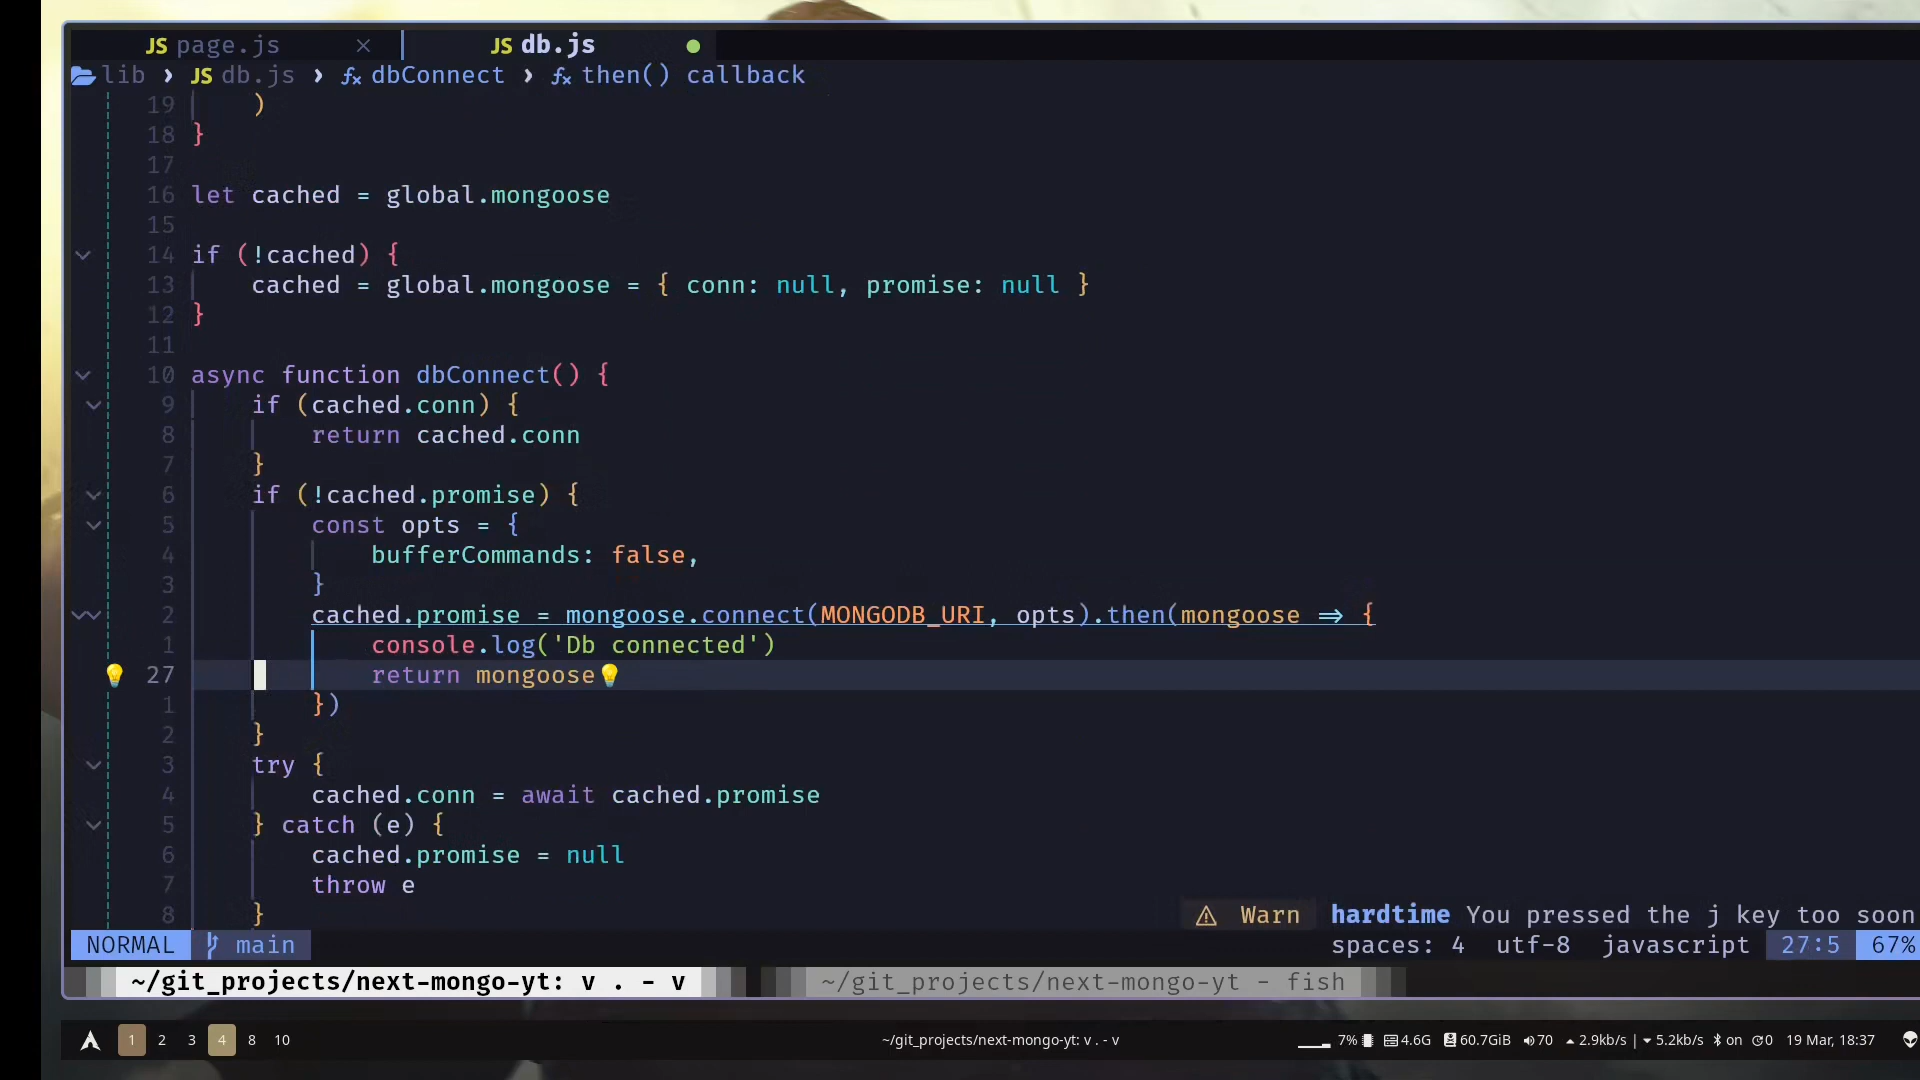 JS page.js × JS db.js
lib › JS db.js › fx dbConnect › fx then() callback
19 )
18 }
17
16 let cached = global.mongoose
15
14 if (!cached) {
13 cached = global.mongoose = { conn: null, promise: null }
12 }
11
10 async function dbConnect() {
9 if (cached.conn) {
8 return cached.conn
7 }
6 if (!cached.promise) {
5 const opts = {
4 bufferCommands: false,
3 }
2 cached.promise = mongoose.connect(MONGODB_URI, opts).then(mongoose => {
1 console.log('Db connected')
27 return mongoose
1 })
2 }
3 try {
4 cached.conn = await cached.promise
5 } catch (e) {
6 cached.promise = null
7 throw e
8 }
Warn hardtime You pressed the j key too soon
NORMAL main spaces: 4 utf-8 javascript 27:5 67%
~/git_projects/next-mongo-yt: v . - v ~/git_projects/next-mongo-yt - fish
1 2 3 4 8 10 ~/git_projects/next-mongo-yt: v . - v 7% 4.6G 60.7GiB 70 2.9kb/s | 5.2kb/s on 0 19 Mar, 18:37